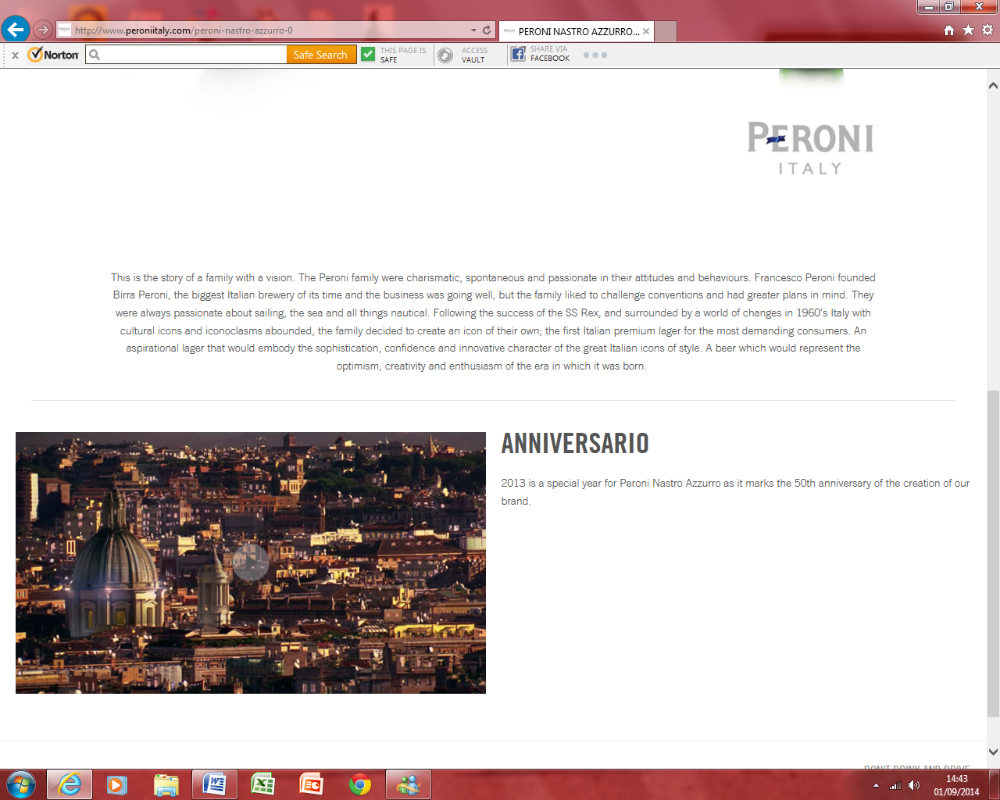 http://www.peroniitaly.com/peroni-nastro-azzurro-0
PERONI NASTRO AZZURRO...
Norton
Safe Search
THIS PAGE IS
SAFE
ACCESS
VAULT
SHARE VIA
FACEBOOK
PERONI
ITALY
This is the story of a family with a vision. The Peroni family were charismatic, spontaneous and passionate in their attitudes and behaviours. Francesco Peroni founded
Birra Peroni, the biggest Italian brewery of its time and the business was going well, but the family liked to challenge conventions and had greater plans in mind. They
were always passionate about sailing, the sea and all things nautical. Following the success of the SS Rex, and surrounded by a world of changes in 1960's Italy with
cultural icons and iconoclasms abounded, the family decided to create an icon of their own; the first Italian premium lager for the most demanding consumers. An
aspirational lager that would embody the sophistication, confidence and innovative character of the great Italian icons of style. A beer which would represent the
optimism, creativity and enthusiasm of the era in which it was born.
ANNIVERSARIO
2013 is a special year for Peroni Nastro Azzurro as it marks the 50th anniversary of the creation of our
brand.
DON'T DRINK AND DRIVE
14:43
01/09/2014